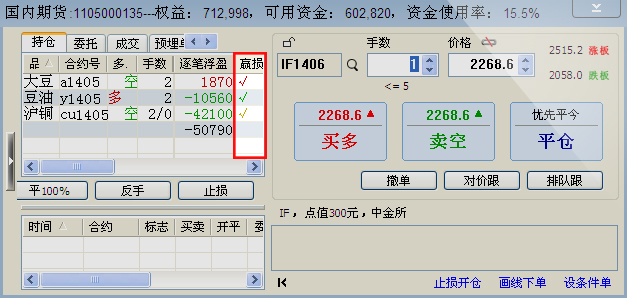 国内期货:1105000135---权益: 712,998, 可用资金: 602,820, 资金使用率: 15.5%
持仓 委托 成交 预埋单
品 合约号 多. 手数 逐笔浮盈 赢损
大豆 a1405 空 2 1870 ✓
豆油 y1405 多 2 -10560 ✓
沪铜 cu1405 空 2/0 -42100 ✓
-50790
平100% 反手 止损
时间 合约 标志 买卖 开平
手数 价格
IF1406 1 2268.6
<= 5
2515.2 涨板
2058.0 跌板
2268.6 ▲ 2268.6 ▲ 优先平今
买多 卖空 平仓
撤单 对价跟 排队跟
IF, 点值300元, 中金所
止损开仓 画线下单 设条件单